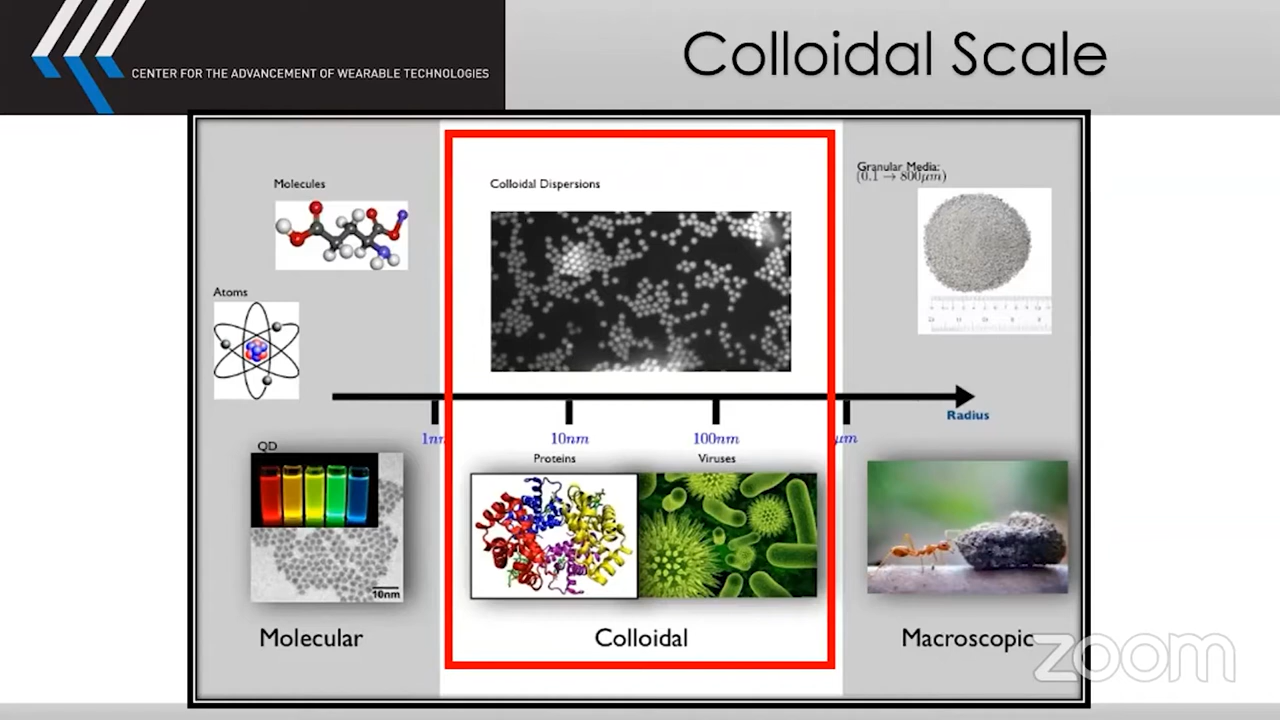 CENTER FOR THE ADVANCEMENT OF WEARABLE TECHNOLOGIES
Colloidal Scale
Molecules
Colloidal Dispersions
Granular Media:
(0.1 → 800μm)
Atoms
Radius
10nm
100nm
μm
QD
Proteins
Viruses
10nm
Molecular
Colloidal
Macroscopic
zoom